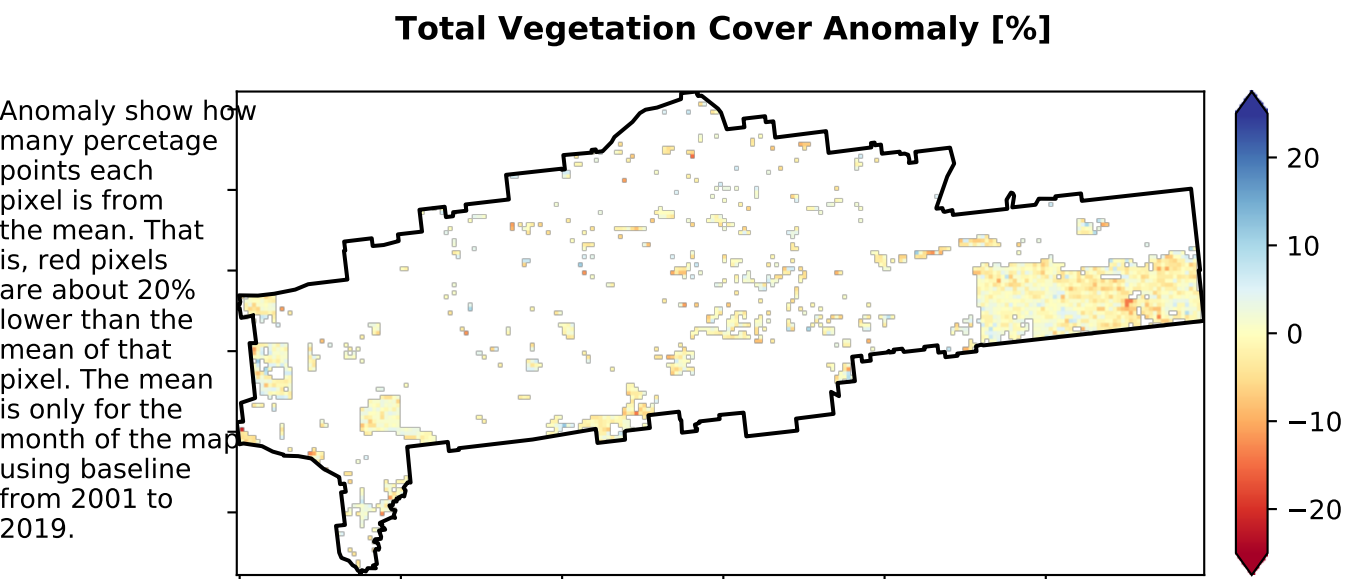 Total Vegetation Cover Anomaly [%]
Anomaly show how
many percetage
points each
pixel is from
the mean. That
is, red pixels
are about 20%
lower than the
mean of that
pixel. The mean
is only for the
month of the map
using baseline
from 2001 to
2019.
20
10
0
−10
−20